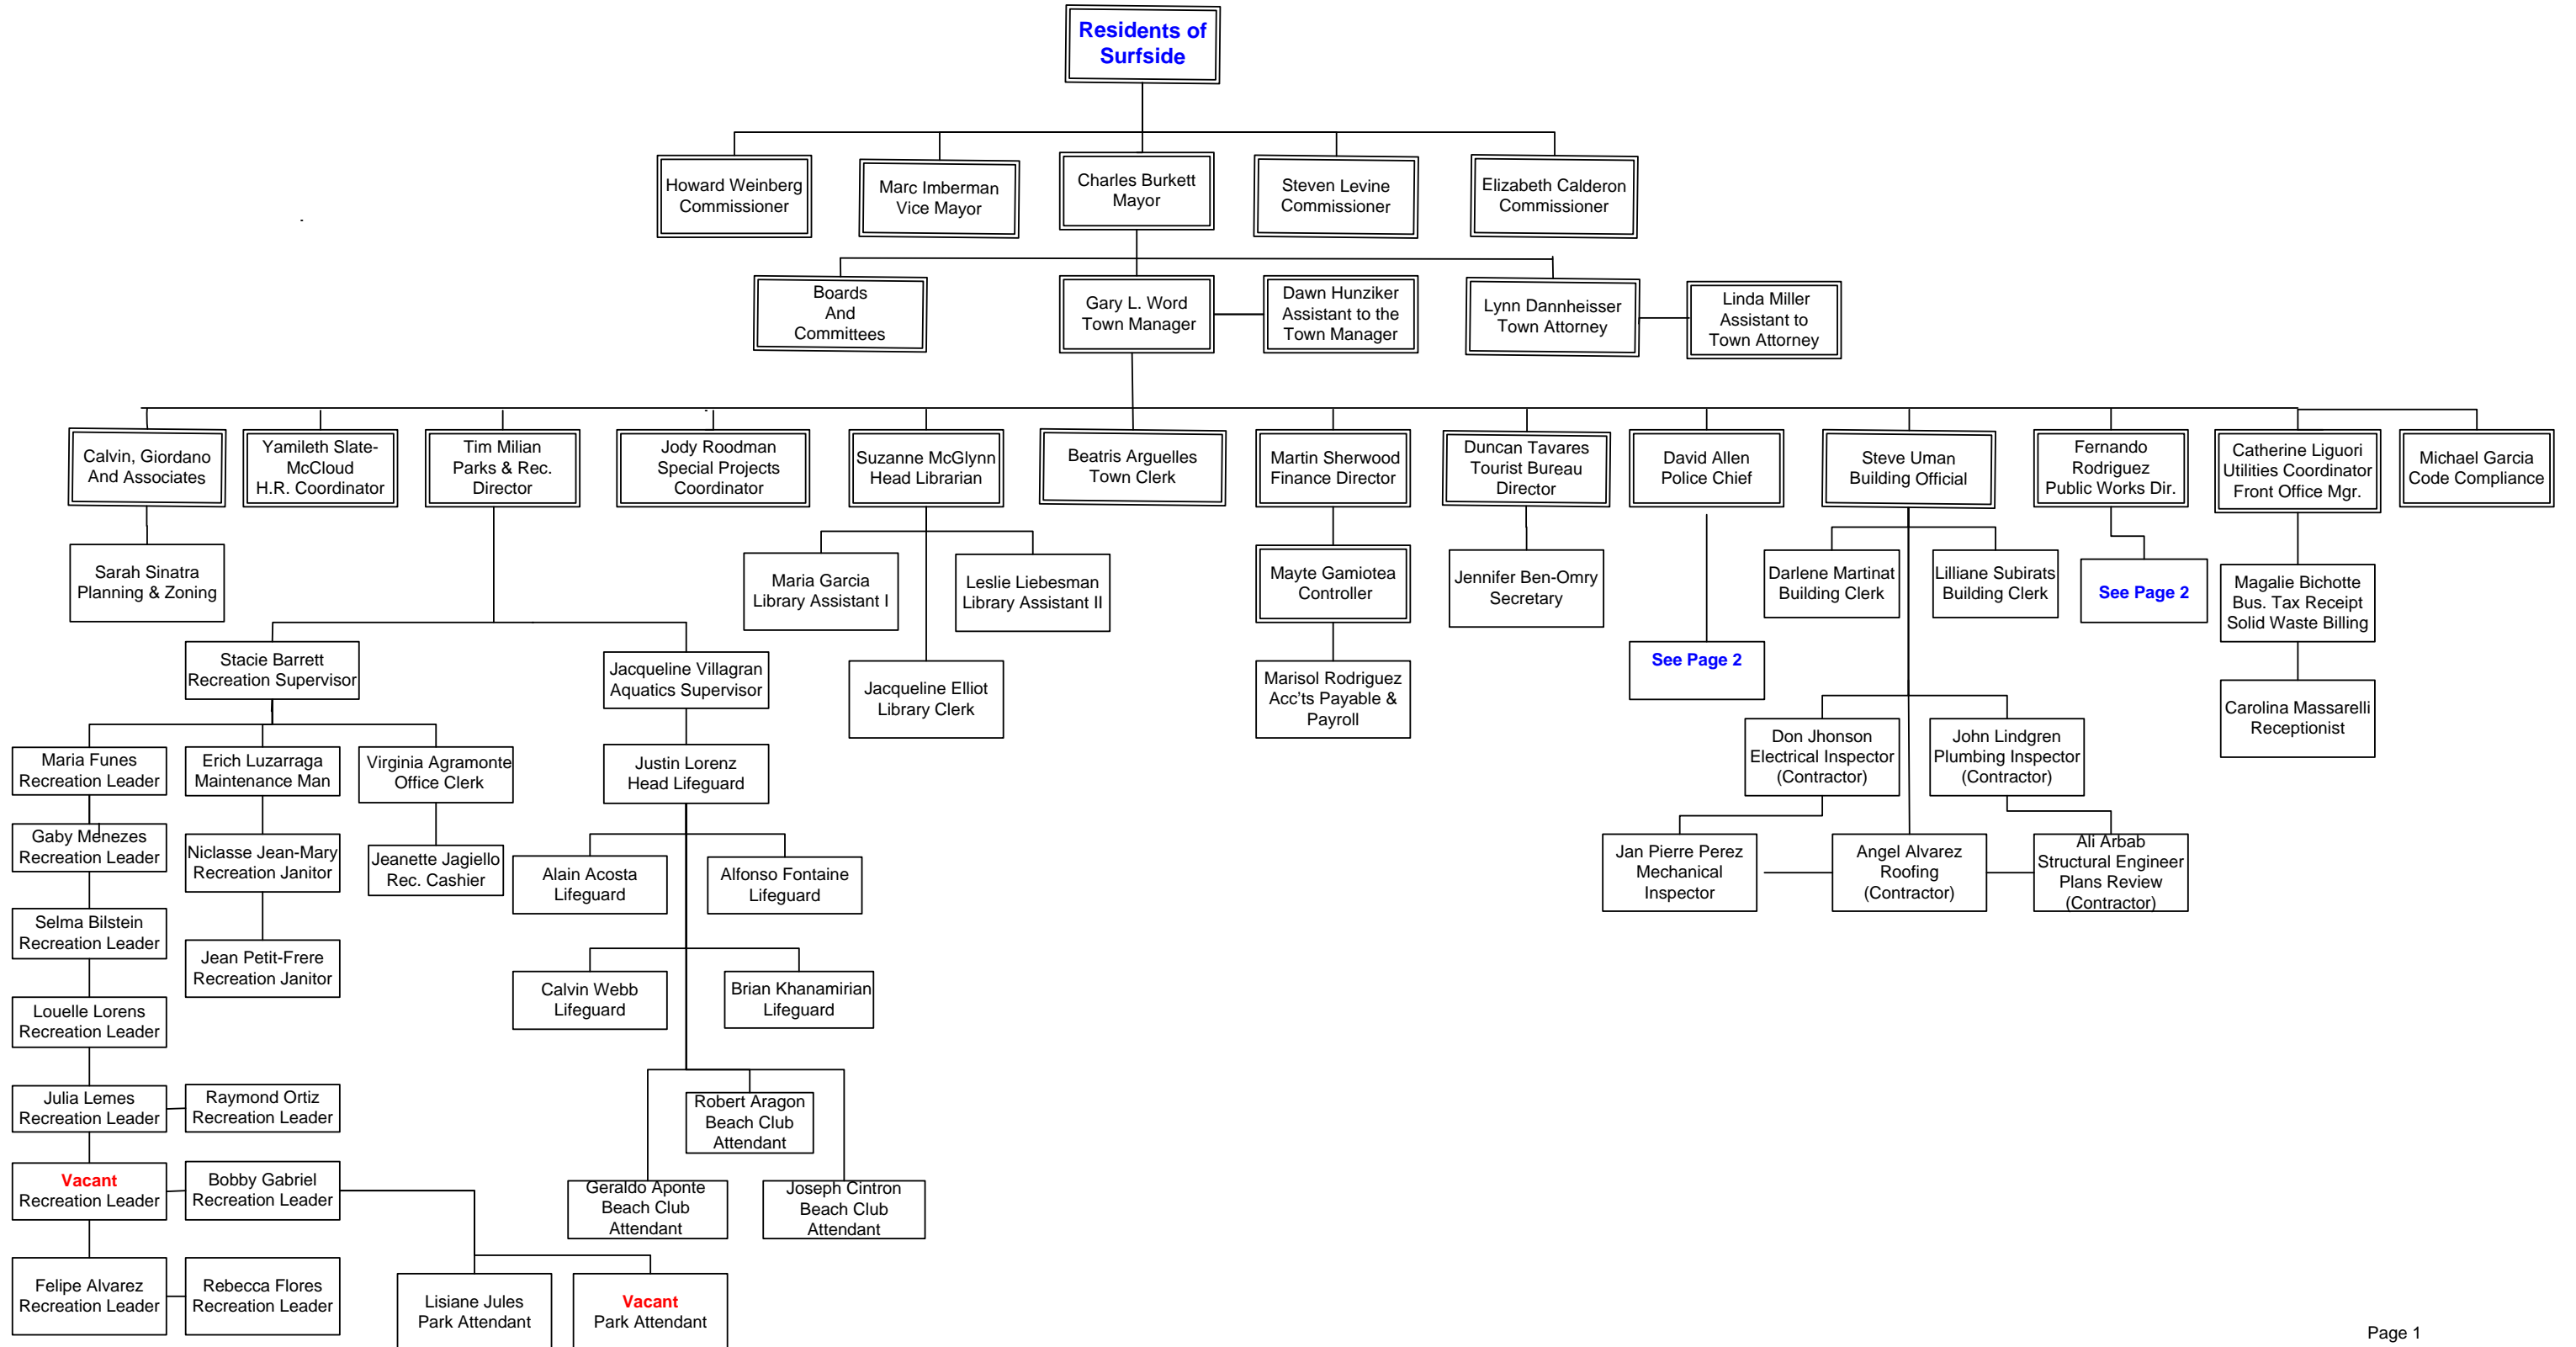 Residents of
Surfside
Howard Weinberg
Commissioner
Marc Imberman
Vice Mayor
Charles Burkett
Mayor
Steven Levine
Commissioner
Elizabeth Calderon
Commissioner
Boards
And
Committees
Gary L. Word
Town Manager
Dawn Hunziker
Assistant to the
Town Manager
Lynn Dannheisser
Town Attorney
Linda Miller
Assistant to
Town Attorney
Calvin, Giordano
And Associates
Yamileth Slate-
McCloud
H.R. Coordinator
Tim Milian
Parks & Rec.
Director
Jody Roodman
Special Projects
Coordinator
Suzanne McGlynn
Head Librarian
Beatris Arguelles
Town Clerk
Martin Sherwood
Finance Director
Duncan Tavares
Tourist Bureau
Director
David Allen
Police Chief
Steve Uman
Building Official
Fernando
Rodriguez
Public Works Dir.
Catherine Liguori
Utilities Coordinator
Front Office Mgr.
Michael Garcia
Code Compliance
Sarah Sinatra
Planning & Zoning
Maria Garcia
Library Assistant I
Leslie Liebesman
Library Assistant II
Mayte Gamiotea
Controller
Jennifer Ben-Omry
Secretary
Darlene Martinat
Building Clerk
Lilliane Subirats
Building Clerk
See Page 2
Magalie Bichotte
Bus. Tax Receipt
Solid Waste Billing
Stacie Barrett
Recreation Supervisor
Jacqueline Villagran
Aquatics Supervisor
Jacqueline Elliot
Library Clerk
Marisol Rodriguez
Acc'ts Payable &
Payroll
See Page 2
Carolina Massarelli
Receptionist
Maria Funes
Recreation Leader
Erich Luzarraga
Maintenance Man
Virginia Agramonte
Office Clerk
Justin Lorenz
Head Lifeguard
Don Jhonson
Electrical Inspector
(Contractor)
John Lindgren
Plumbing Inspector
(Contractor)
Gaby Menezes
Recreation Leader
Niclasse Jean-Mary
Recreation Janitor
Jeanette Jagiello
Rec. Cashier
Alain Acosta
Lifeguard
Alfonso Fontaine
Lifeguard
Jan Pierre Perez
Mechanical
Inspector
Angel Alvarez
Roofing
(Contractor)
Ali Arbab
Structural Engineer
Plans Review
(Contractor)
Selma Bilstein
Recreation Leader
Jean Petit-Frere
Recreation Janitor
Calvin Webb
Lifeguard
Brian Khanamirian
Lifeguard
Louelle Lorens
Recreation Leader
Julia Lemes
Recreation Leader
Raymond Ortiz
Recreation Leader
Robert Aragon
Beach Club
Attendant
Vacant
Recreation Leader
Bobby Gabriel
Recreation Leader
Geraldo Aponte
Beach Club
Attendant
Joseph Cintron
Beach Club
Attendant
Felipe Alvarez
Recreation Leader
Rebecca Flores
Recreation Leader
Lisiane Jules
Park Attendant
Vacant
Park Attendant
Page 1